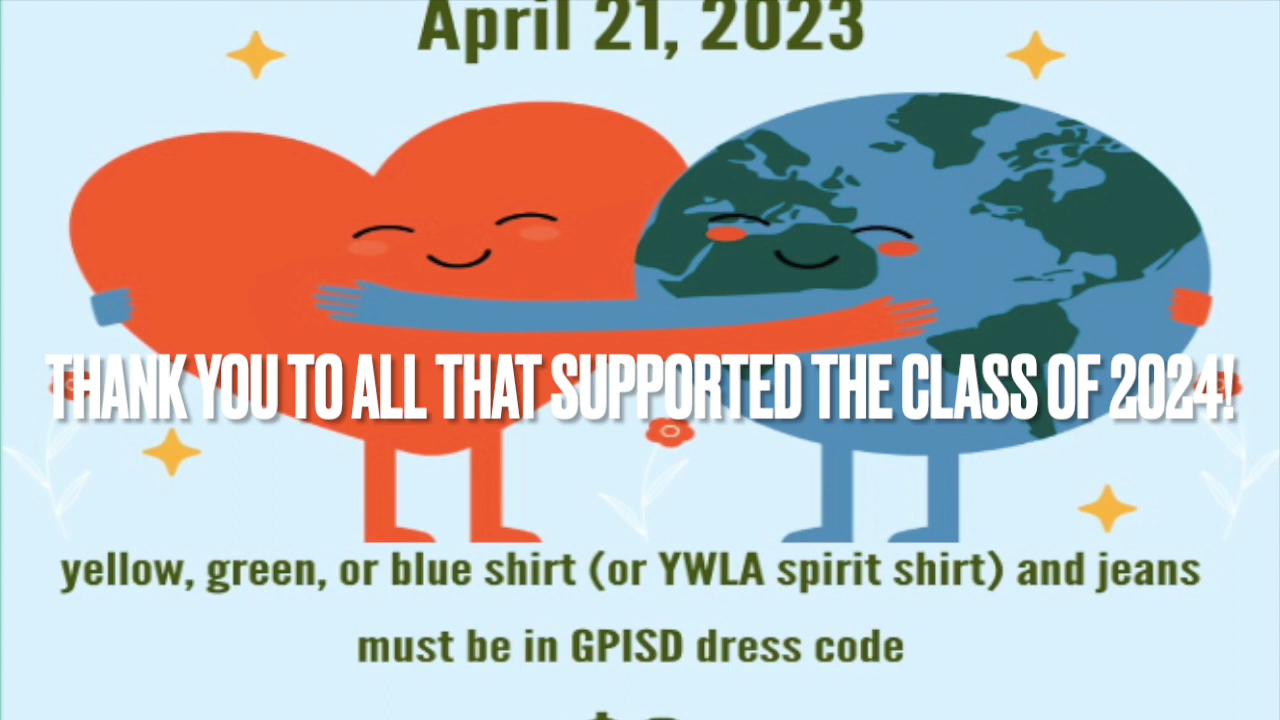 April 21, 2023
THANK YOU TO ALL THAT SUPPORTED THE CLASS OF 2024!
yellow, green, or blue shirt (or YWLA spirit shirt) and jeans
must be in GPISD dress code